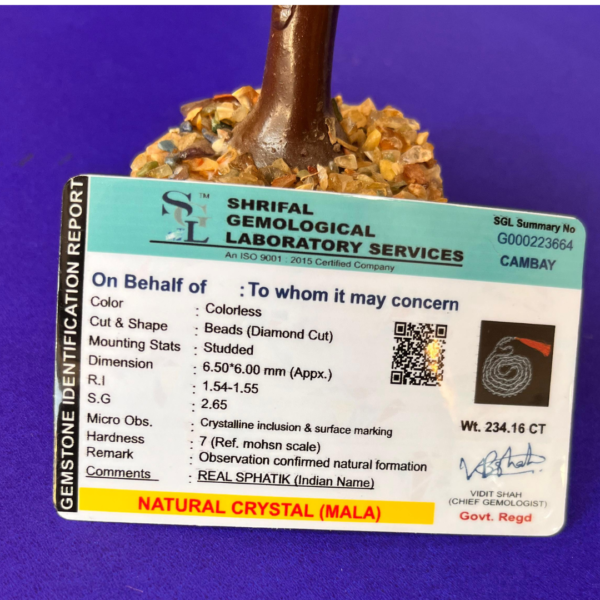 GEMSTONE IDENTIFICATION REPORT
SGL™
SHRIFAL
GEMOLOGICAL
LABORATORY SERVICES
An ISO 9001 : 2015 Certified Company
SGL Summary No
G000223664
CAMBAY
On Behalf of :To whom it may concern
Color : Colorless
Cut & Shape : Beads (Diamond Cut)
Mounting Stats : Studded
Dimension : 6.50*6.00 mm (Appx.)
R.I : 1.54-1.55
S.G : 2.65
Micro Obs. : Crystalline inclusion & surface marking
Hardness : 7 (Ref. mohsn scale)
Remark : Observation confirmed natural formation
Comments : REAL SPHATIK (Indian Name)
NATURAL CRYSTAL (MALA)
Wt. 234.16 CT
VIDIT SHAH
(CHIEF GEMOLOGIST)
Govt. Regd